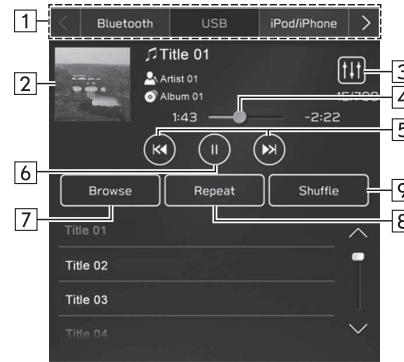 1
Bluetooth USB iPod/iPhone
2
Title 01
Artist 01
Album 01
3
4
1:43 -2:22
5
6
Browse Repeat Shuffle
7
8
9
Title 01
Title 02
Title 03
Title 04